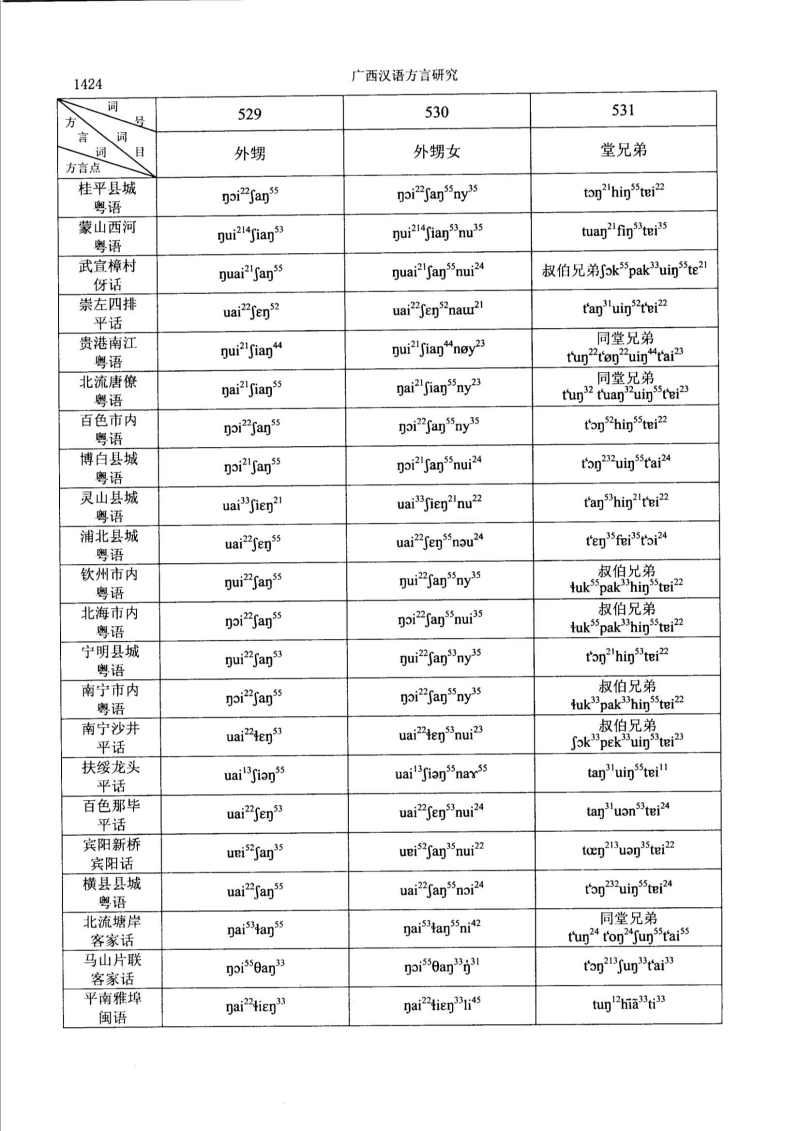 1424
广西汉语方言研究
词号
方言词
词目
方言点
529
530
531
外甥
外甥女
堂兄弟
桂平县城
粤语
ŋɔi²²ʃaŋ⁵⁵
ŋɔi²²ʃaŋ⁵⁵ny³⁵
tɔŋ²¹hiŋ⁵⁵tɐi²²
蒙山西河
粤语
ŋui²¹⁴ʃiaŋ⁵³
ŋui²¹⁴ʃiaŋ⁵³nu³⁵
tuaŋ²¹fiŋ⁵³tɐi³⁵
武宣樟村
伢话
ŋuai²¹ʃaŋ⁵⁵
ŋuai²¹ʃaŋ⁵⁵nui²⁴
叔伯兄弟ʃɔk⁵⁵pak³³uiŋ⁵⁵tɛ²¹
崇左四排
平话
uai²²ʃɛŋ⁵²
uai²²ʃɛŋ⁵²naɯ²¹
t‘aŋ³¹uiŋ⁵²t‘ɐi²²
贵港南江
粤语
ŋui²¹ʃiaŋ⁴⁴
ŋui²¹ʃiaŋ⁴⁴nøy²³
同堂兄弟
t‘uŋ²²t‘øŋ²²uiŋ⁴⁴t‘ai²³
北流唐僚
粤语
ŋai²¹ʃiaŋ⁵⁵
ŋai²¹ʃiaŋ⁵⁵ny²³
同堂兄弟
t‘uŋ³² t‘uaŋ³²uiŋ⁵⁵t‘ɐi²³
百色市内
粤语
ŋɔi²²ʃaŋ⁵⁵
ŋɔi²²ʃaŋ⁵⁵ny³⁵
t‘ɔŋ⁵²hiŋ⁵⁵tɐi²²
博白县城
粤语
ŋɔi²¹ʃaŋ⁵⁵
ŋɔi²¹ʃaŋ⁵⁵nui²⁴
t‘ɔŋ²³²uiŋ⁵⁵t‘ai²⁴
灵山县城
粤语
uai³³ʃiɛŋ²¹
uai³³ʃiɛŋ²¹nu²²
t‘aŋ⁵³hiŋ²¹t‘ɐi²²
浦北县城
粤语
uai²²ʃɛŋ⁵⁵
uai²²ʃɛŋ⁵⁵nəu²⁴
t‘ɛŋ³⁵fɐi³⁵t‘ɔi²⁴
钦州市内
粤语
ŋui²²ʃaŋ⁵⁵
ŋui²²ʃaŋ⁵⁵ny³⁵
叔伯兄弟
ɬuk⁵⁵pak³³hiŋ⁵⁵tɐi²²
北海市内
粤语
ŋɔi²²ʃaŋ⁵⁵
ŋɔi²²ʃaŋ⁵⁵nui³⁵
叔伯兄弟
ɬuk⁵⁵pak³³hiŋ⁵⁵tɐi²²
宁明县城
粤语
ŋui²²ʃaŋ⁵³
ŋui²²ʃaŋ⁵³ny³⁵
t‘ɔŋ²¹hiŋ⁵³tɐi²²
南宁市内
粤语
ŋɔi²²ʃaŋ⁵⁵
ŋɔi²²ʃaŋ⁵⁵ny³⁵
叔伯兄弟
ɬuk³³pak³³hiŋ⁵⁵tɐi²²
南宁沙井
平话
uai²²ɬɛŋ⁵³
uai²²ɬɛŋ⁵³nui²³
叔伯兄弟
ʃɔk³³pɛk³³uiŋ⁵³tɐi²³
扶绥龙头
平话
uai¹³ʃiəŋ⁵⁵
uai¹³ʃiəŋ⁵⁵naɤ⁵⁵
taŋ³¹uiŋ⁵⁵tɐi¹¹
百色那毕
平话
uai²²ʃɛŋ⁵³
uai²²ʃɛŋ⁵³nui²⁴
taŋ³¹uən⁵³tɐi²⁴
宾阳新桥
宾阳话
uɐi⁵²ʃaŋ³⁵
uɐi⁵²ʃaŋ³⁵nui²²
tœŋ²¹³uəŋ³⁵tɐi²²
横县县城
粤语
uai²²ʃaŋ⁵⁵
uai²²ʃaŋ⁵⁵nɔi²⁴
t‘ɔŋ²³²uiŋ⁵⁵tɐi²⁴
北流塘岸
客家话
ŋai⁵³ɬaŋ⁵⁵
ŋai⁵³ɬaŋ⁵⁵ni⁴²
同堂兄弟
t‘uŋ²⁴ t‘oŋ²⁴ʃuŋ⁵⁵t‘ai⁵⁵
马山片联
客家话
ŋɔi⁵⁵θaŋ³³
ŋɔi⁵⁵θaŋ³³ŋ̍³¹
t‘ɔŋ²¹³ʃuŋ³³t‘ai³³
平南雅埠
闽语
ŋai²²ɬiɛŋ³³
ŋai²²ɬiɛŋ³³li⁴⁵
tuŋ¹²hĩã³³ti³³